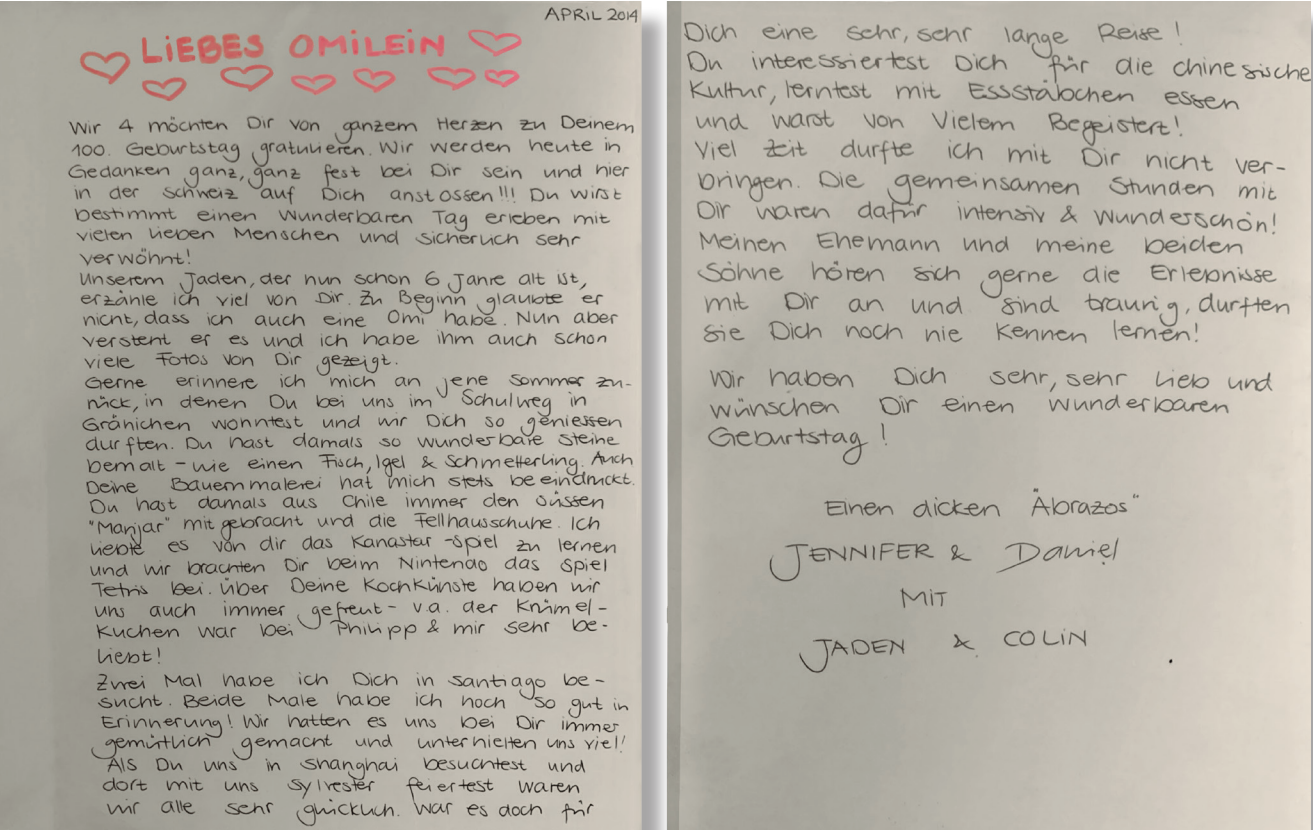 APRIL 2014
LIEBES OMILEIN
Wir 4 möchten Dir von ganzem Herzen zu Deinem
100. Geburtstag gratulieren. Wir werden heute in
Gedanken ganz, ganz fest bei Dir sein und hier
in der Schweiz auf Dich anstossen!!! Du wirst
bestimmt einen wunderbaren Tag erleben mit
vielen lieben Menschen und sicherlich sehr
verwöhnt!
Unserem Jaden, der nun schon 6 Jahre alt ist,
erzähle ich viel von Dir. Zu Beginn glaubte er
nicht, dass ich auch eine Omi habe. Nun aber
versteht er es und ich habe ihm auch schon
viele Fotos von Dir gezeigt.
Gerne erinnere ich mich an jene Sommer zu-
rück, in denen Du bei uns im Schulweg in
Gränichen wohntest und wir Dich so geniessen
durften. Du hast damals so wunderbare Steine
bemalt - wie einen Fisch, Igel & Schmetterling. Auch
Deine Bauernmalerei hat mich stets beeindruckt.
Du hast damals aus Chile immer den süssen
"Manjar" mitgebracht und die Fellhausschuhe. Ich
liebte es von dir das Kanastar-Spiel zu lernen
und wir brachten Dir beim Nintendo das Spiel
Tetris bei. Über Deine Kochkünste haben wir
uns auch immer gefreut - v.a. der Krümel-
kuchen war bei Philipp & mir sehr be-
liebt!
Zwei Mal habe ich Dich in Santiago be-
sucht. Beide Male habe ich noch so gut in
Erinnerung! Wir hatten es uns bei Dir immer
gemütlich gemacht und unterhielten uns viel!
Als Du uns in Shanghai besuchtest und
dort mit uns Sylvester feiertest waren
wir alle sehr glücklich. War es doch für
Dich eine sehr, sehr lange Reise!
Du interessiertest Dich für die chinesische
Kultur, lerntest mit Essstäbchen essen
und warst von Vielem Begeistert!
Viel Zeit durfte ich mit Dir nicht ver-
bringen. Die gemeinsamen Stunden mit
Dir waren dafür intensiv & wunderschön!
Meinen Ehemann und meine beiden
Söhne hören sich gerne die Erlebnisse
mit Dir an und sind traurig, durften
sie Dich noch nie kennen lernen!
Wir haben Dich sehr, sehr lieb und
wünschen Dir einen wunderbaren
Geburtstag!
Einen dicken "Abrazos"
JENNIFER & Daniel
MIT
JADEN & COLIN